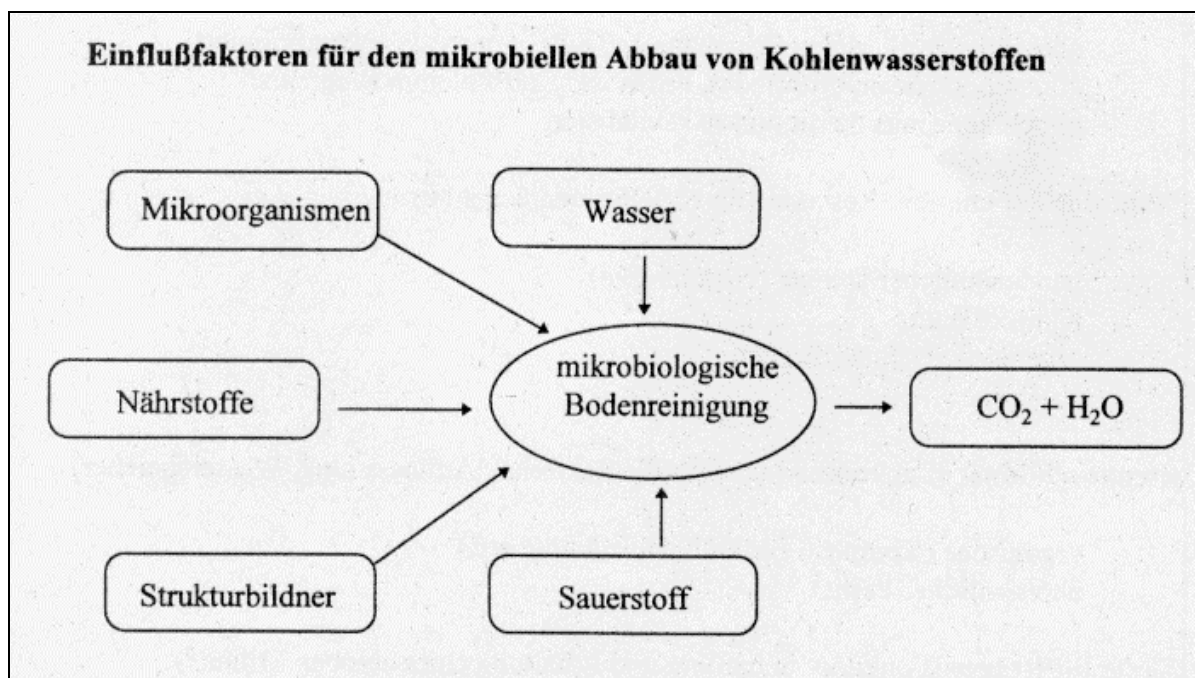 Einflußfaktoren für den mikrobiellen Abbau von Kohlenwasserstoffen
Mikroorganismen
Wasser
Nährstoffe
mikrobiologische
Bodenreinigung
CO₂ + H₂O
Strukturbildner
Sauerstoff